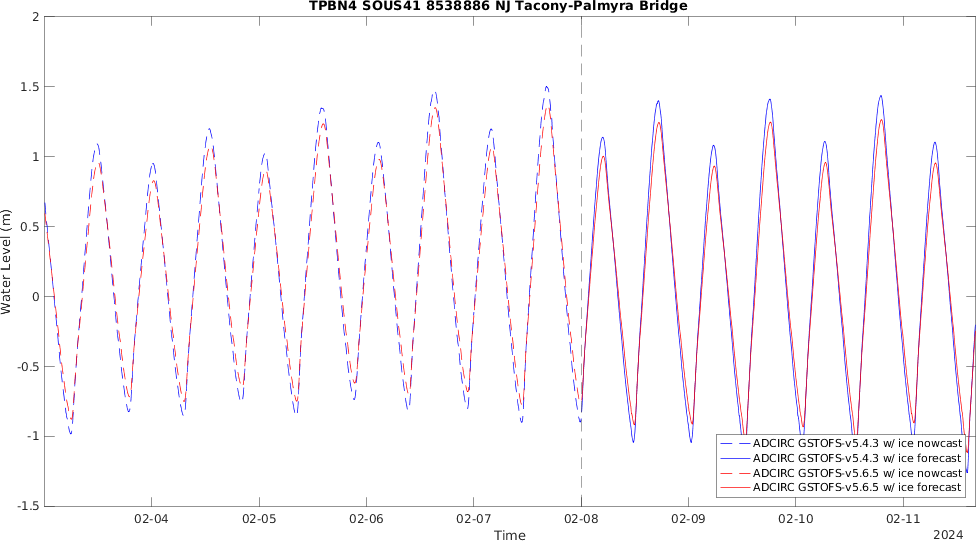 TPBN4 SOUS41 8538886 NJ Tacony-Palmyra Bridge
2
1.5
1
0.5
0
-0.5
-1
-1.5
Water Level (m)
ADCIRC GSTOFS-v5.4.3 w/ ice nowcast
ADCIRC GSTOFS-v5.4.3 w/ ice forecast
ADCIRC GSTOFS-v5.6.5 w/ ice nowcast
ADCIRC GSTOFS-v5.6.5 w/ ice forecast
02-04 02-05 02-06 02-07 02-08 02-09 02-10 02-11
Time
2024